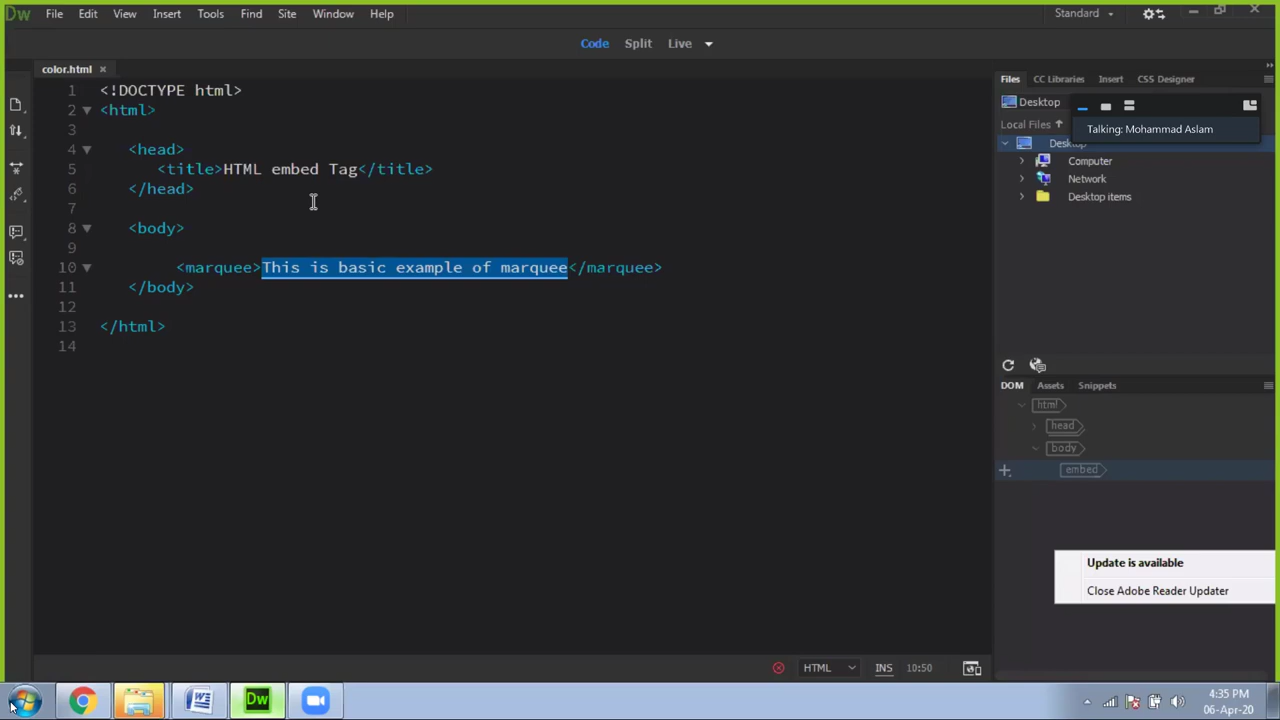 Dw File Edit View Insert Tools Find Site Window Help Standard
Code Split Live
color.html ×
1 <!DOCTYPE html>
2 <html>
3
4 <head>
5 <title>HTML embed Tag</title>
6 </head>
7
8 <body>
9
10 <marquee>This is basic example of marquee</marquee>
11 </body>
12
13 </html>
14
Files CC Libraries Insert CSS Designer
Desktop
Talking: Mohammad Aslam
Local Files
Desktop
Computer
Network
Desktop items
DOM Assets Snippets
html
head
body
embed
Update is available
Close Adobe Reader Updater
HTML INS 10:50
Dw
4:35 PM
06-Apr-20